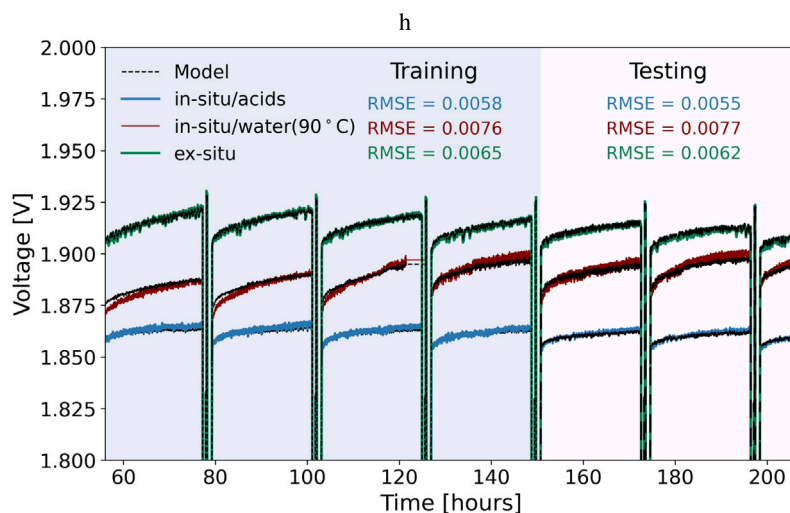 h
2.000
1.975
1.950
1.925
1.900
1.875
1.850
1.825
1.800
Voltage [V]
Model
in-situ/acids
in-situ/water(90°C)
ex-situ
Training
RMSE = 0.0058
RMSE = 0.0076
RMSE = 0.0065
Testing
RMSE = 0.0055
RMSE = 0.0077
RMSE = 0.0062
60 80 100 120 140 160 180 200
Time [hours]